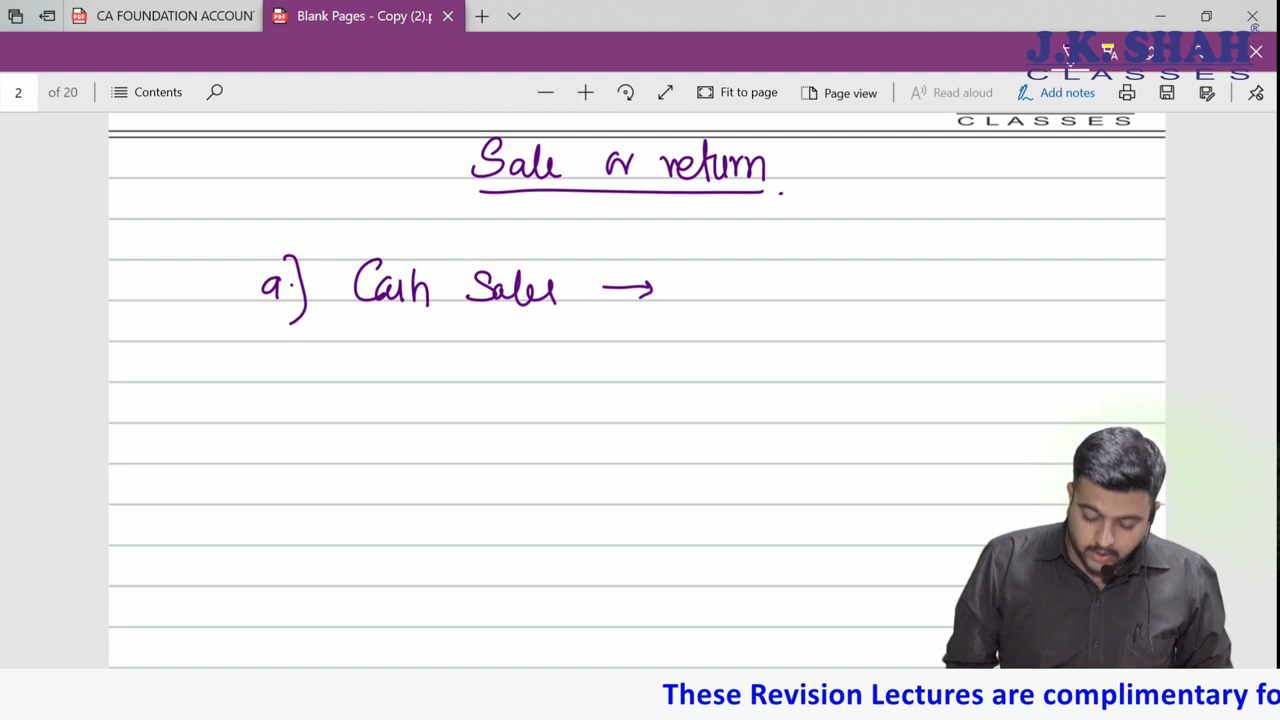 CA FOUNDATION ACCOUN
Blank Pages - Copy (2).p
J.K. SHAH®
CLASSES
2 of 20
Contents
Fit to page
Page view
Read aloud
Add notes
CLASSES
Sale or return.
a.) Cash Sales →
These Revision Lectures are complimentary fo